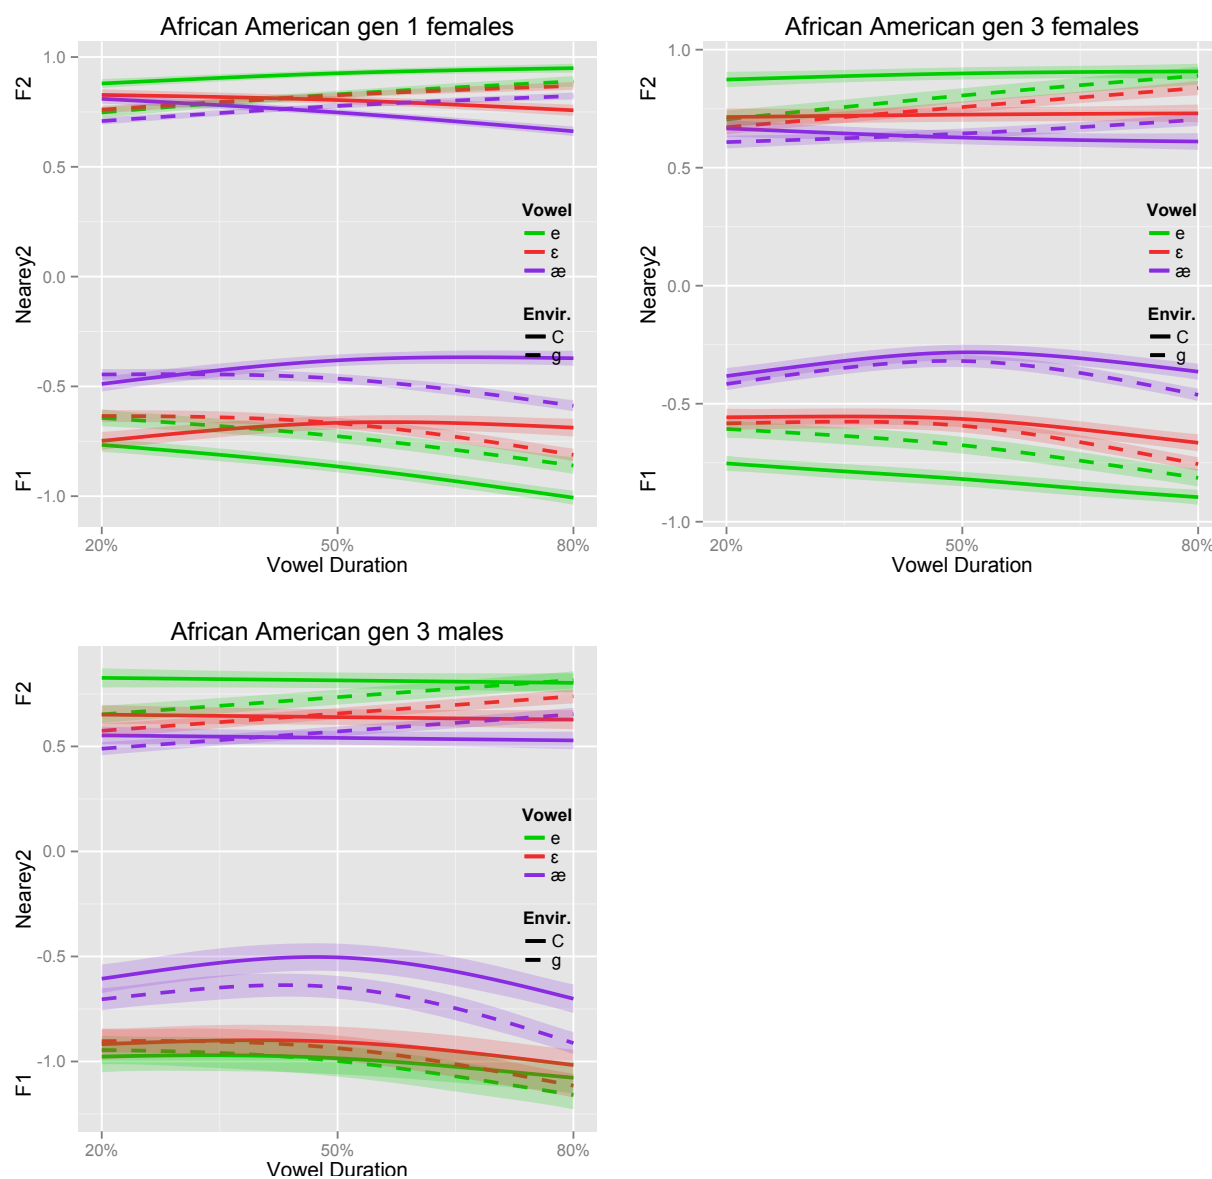 African American gen 1 females
F2
Nearey2
F1
1.0
0.5
0.0
-0.5
-1.0
Vowel
e
ε
æ
Envir.
C
g
20%
50%
80%
Vowel Duration
African American gen 3 females
F2
Nearey2
F1
1.0
0.5
0.0
-0.5
-1.0
Vowel
e
ε
æ
Envir.
C
g
20%
50%
80%
Vowel Duration
African American gen 3 males
F2
Nearey2
F1
0.5
0.0
-0.5
-1.0
Vowel
e
ε
æ
Envir.
C
g
20%
50%
80%
Vowel Duration